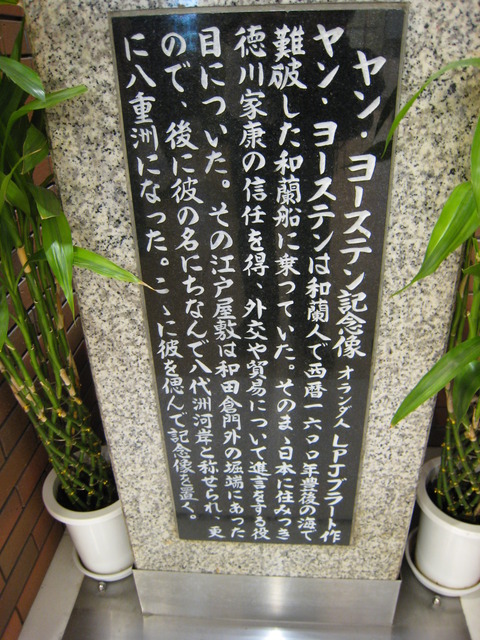 ヤン・ヨーステン記念像 オランダ人 LPJブラート作
ヤン・ヨーステンは和蘭人で西暦一六〇〇年豊後の海で
難破した和蘭船に乗っていた。そのまゝ日本に住みつき
徳川家康の信任を得、外交や貿易について進言をする役
目についた。その江戸屋敷は和田倉門外の堀端にあった
ので、後に彼の名にちなんで八代洲河岸と称せられ、更
に八重洲になった。こゝに彼を偲んで記念像を置く。